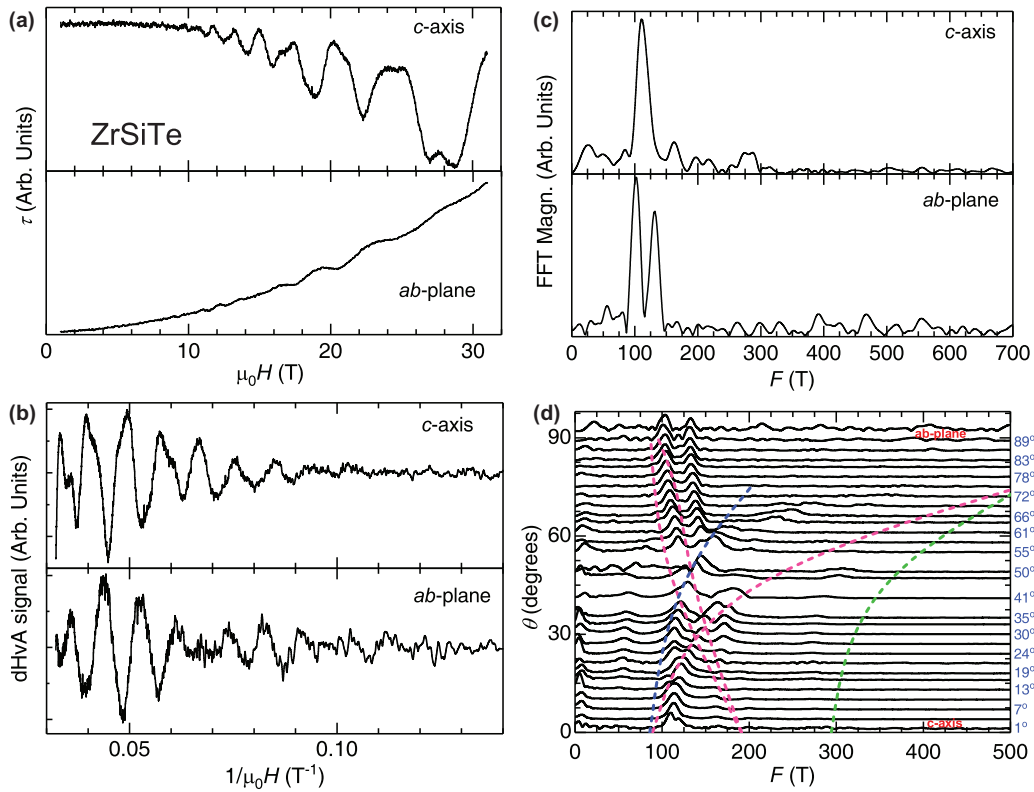 (a)
c-axis
ZrSiTe
ab-plane
τ (Arb. Units)
0 10 20 30
μ₀H (T)
(b)
c-axis
ab-plane
dHvA signal (Arb. Units)
0.05 0.10
1/μ₀H (T⁻¹)
(c)
c-axis
ab-plane
FFT Magn. (Arb. Units)
0 100 200 300 400 500 600 700
F (T)
(d)
ab-plane
c-axis
θ (degrees)
90
60
30
0
89°
83°
78°
72°
66°
61°
55°
50°
41°
35°
30°
24°
19°
13°
7°
1°
0 100 200 300 400 500
F (T)